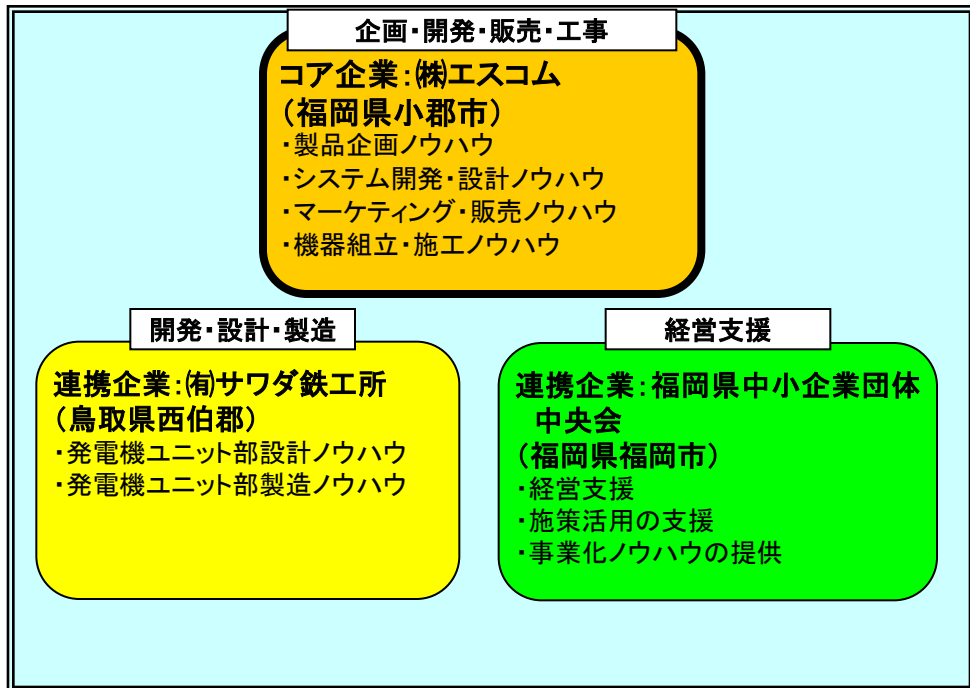 企画・開発・販売・工事
コア企業：㈱エスコム
（福岡県小郡市）
・製品企画ノウハウ
・システム開発・設計ノウハウ
・マーケティング・販売ノウハウ
・機器組立・施工ノウハウ
開発・設計・製造
連携企業：㈲サワダ鉄工所
（鳥取県西伯郡）
・発電機ユニット部設計ノウハウ
・発電機ユニット部製造ノウハウ
経営支援
連携企業：福岡県中小企業団体
中央会
（福岡県福岡市）
・経営支援
・施策活用の支援
・事業化ノウハウの提供